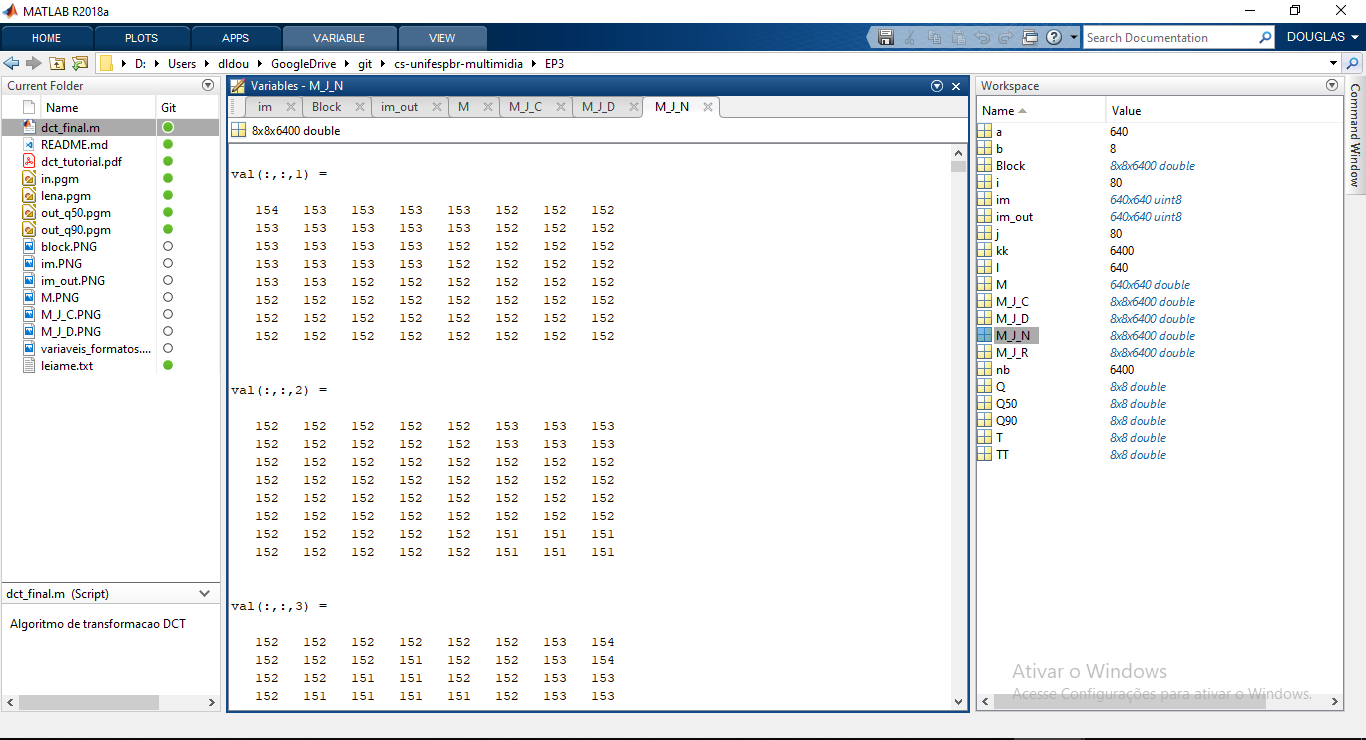 MATLAB R2018a
HOME PLOTS APPS VARIABLE VIEW Search Documentation DOUGLAS
D: Users dldou GoogleDrive git cs-unifespbr-multimidia EP3
Current Folder
Name Git
dct_final.m
README.md
dct_tutorial.pdf
in.pgm
lena.pgm
out_q50.pgm
out_q90.pgm
block.PNG
im.PNG
im_out.PNG
M.PNG
M_J_C.PNG
M_J_D.PNG
variaveis_formatos....
leiame.txt
dct_final.m (Script)
Algoritmo de transformacao DCT
Variables - M_J_N
im Block im_out M M_J_C M_J_D M_J_N
8x8x6400 double
val(:,:,1) =
154 153 153 153 153 152 152 152
153 153 153 153 152 152 152 152
153 153 153 153 152 152 152 152
153 153 153 153 152 152 152 152
153 153 152 152 152 152 152 152
152 152 152 152 152 152 152 152
152 152 152 152 152 152 152 152
152 152 152 152 152 152 152 152
val(:,:,2) =
152 152 152 152 152 153 153 153
152 152 152 152 152 153 153 153
152 152 152 152 152 152 152 152
152 152 152 152 152 152 152 152
152 152 152 152 152 152 152 152
152 152 152 152 152 152 152 152
152 152 152 152 152 151 151 151
152 152 152 152 152 151 151 151
val(:,:,3) =
152 152 152 152 152 152 153 154
152 152 152 151 152 152 153 154
152 152 151 151 152 152 153 153
152 151 151 151 151 152 153 153
Workspace
Name Value
a 640
b 8
Block 8x8x6400 double
i 80
im 640x640 uint8
im_out 640x640 uint8
j 80
kk 6400
l 640
M 640x640 double
M_J_C 8x8x6400 double
M_J_D 8x8x6400 double
M_J_N 8x8x6400 double
M_J_R 8x8x6400 double
nb 6400
Q 8x8 double
Q50 8x8 double
Q90 8x8 double
T 8x8 double
TT 8x8 double
Command Window
Ativar o Windows
Acesse Configurações para ativar o Windows.